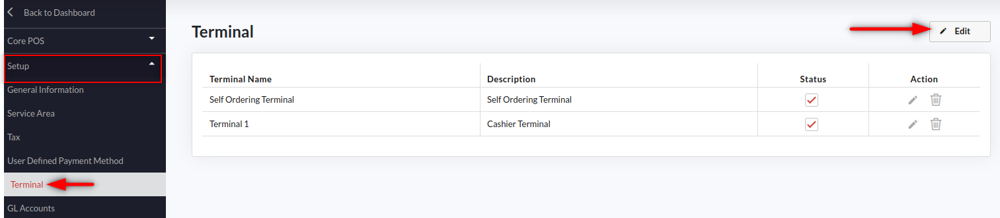 Back to Dashboard
Core POS
Setup
General Information
Service Area
Tax
User Defined Payment Method
Terminal
GL Accounts
Terminal
Edit
Terminal Name Description Status Action
Self Ordering Terminal Self Ordering Terminal
Terminal 1 Cashier Terminal